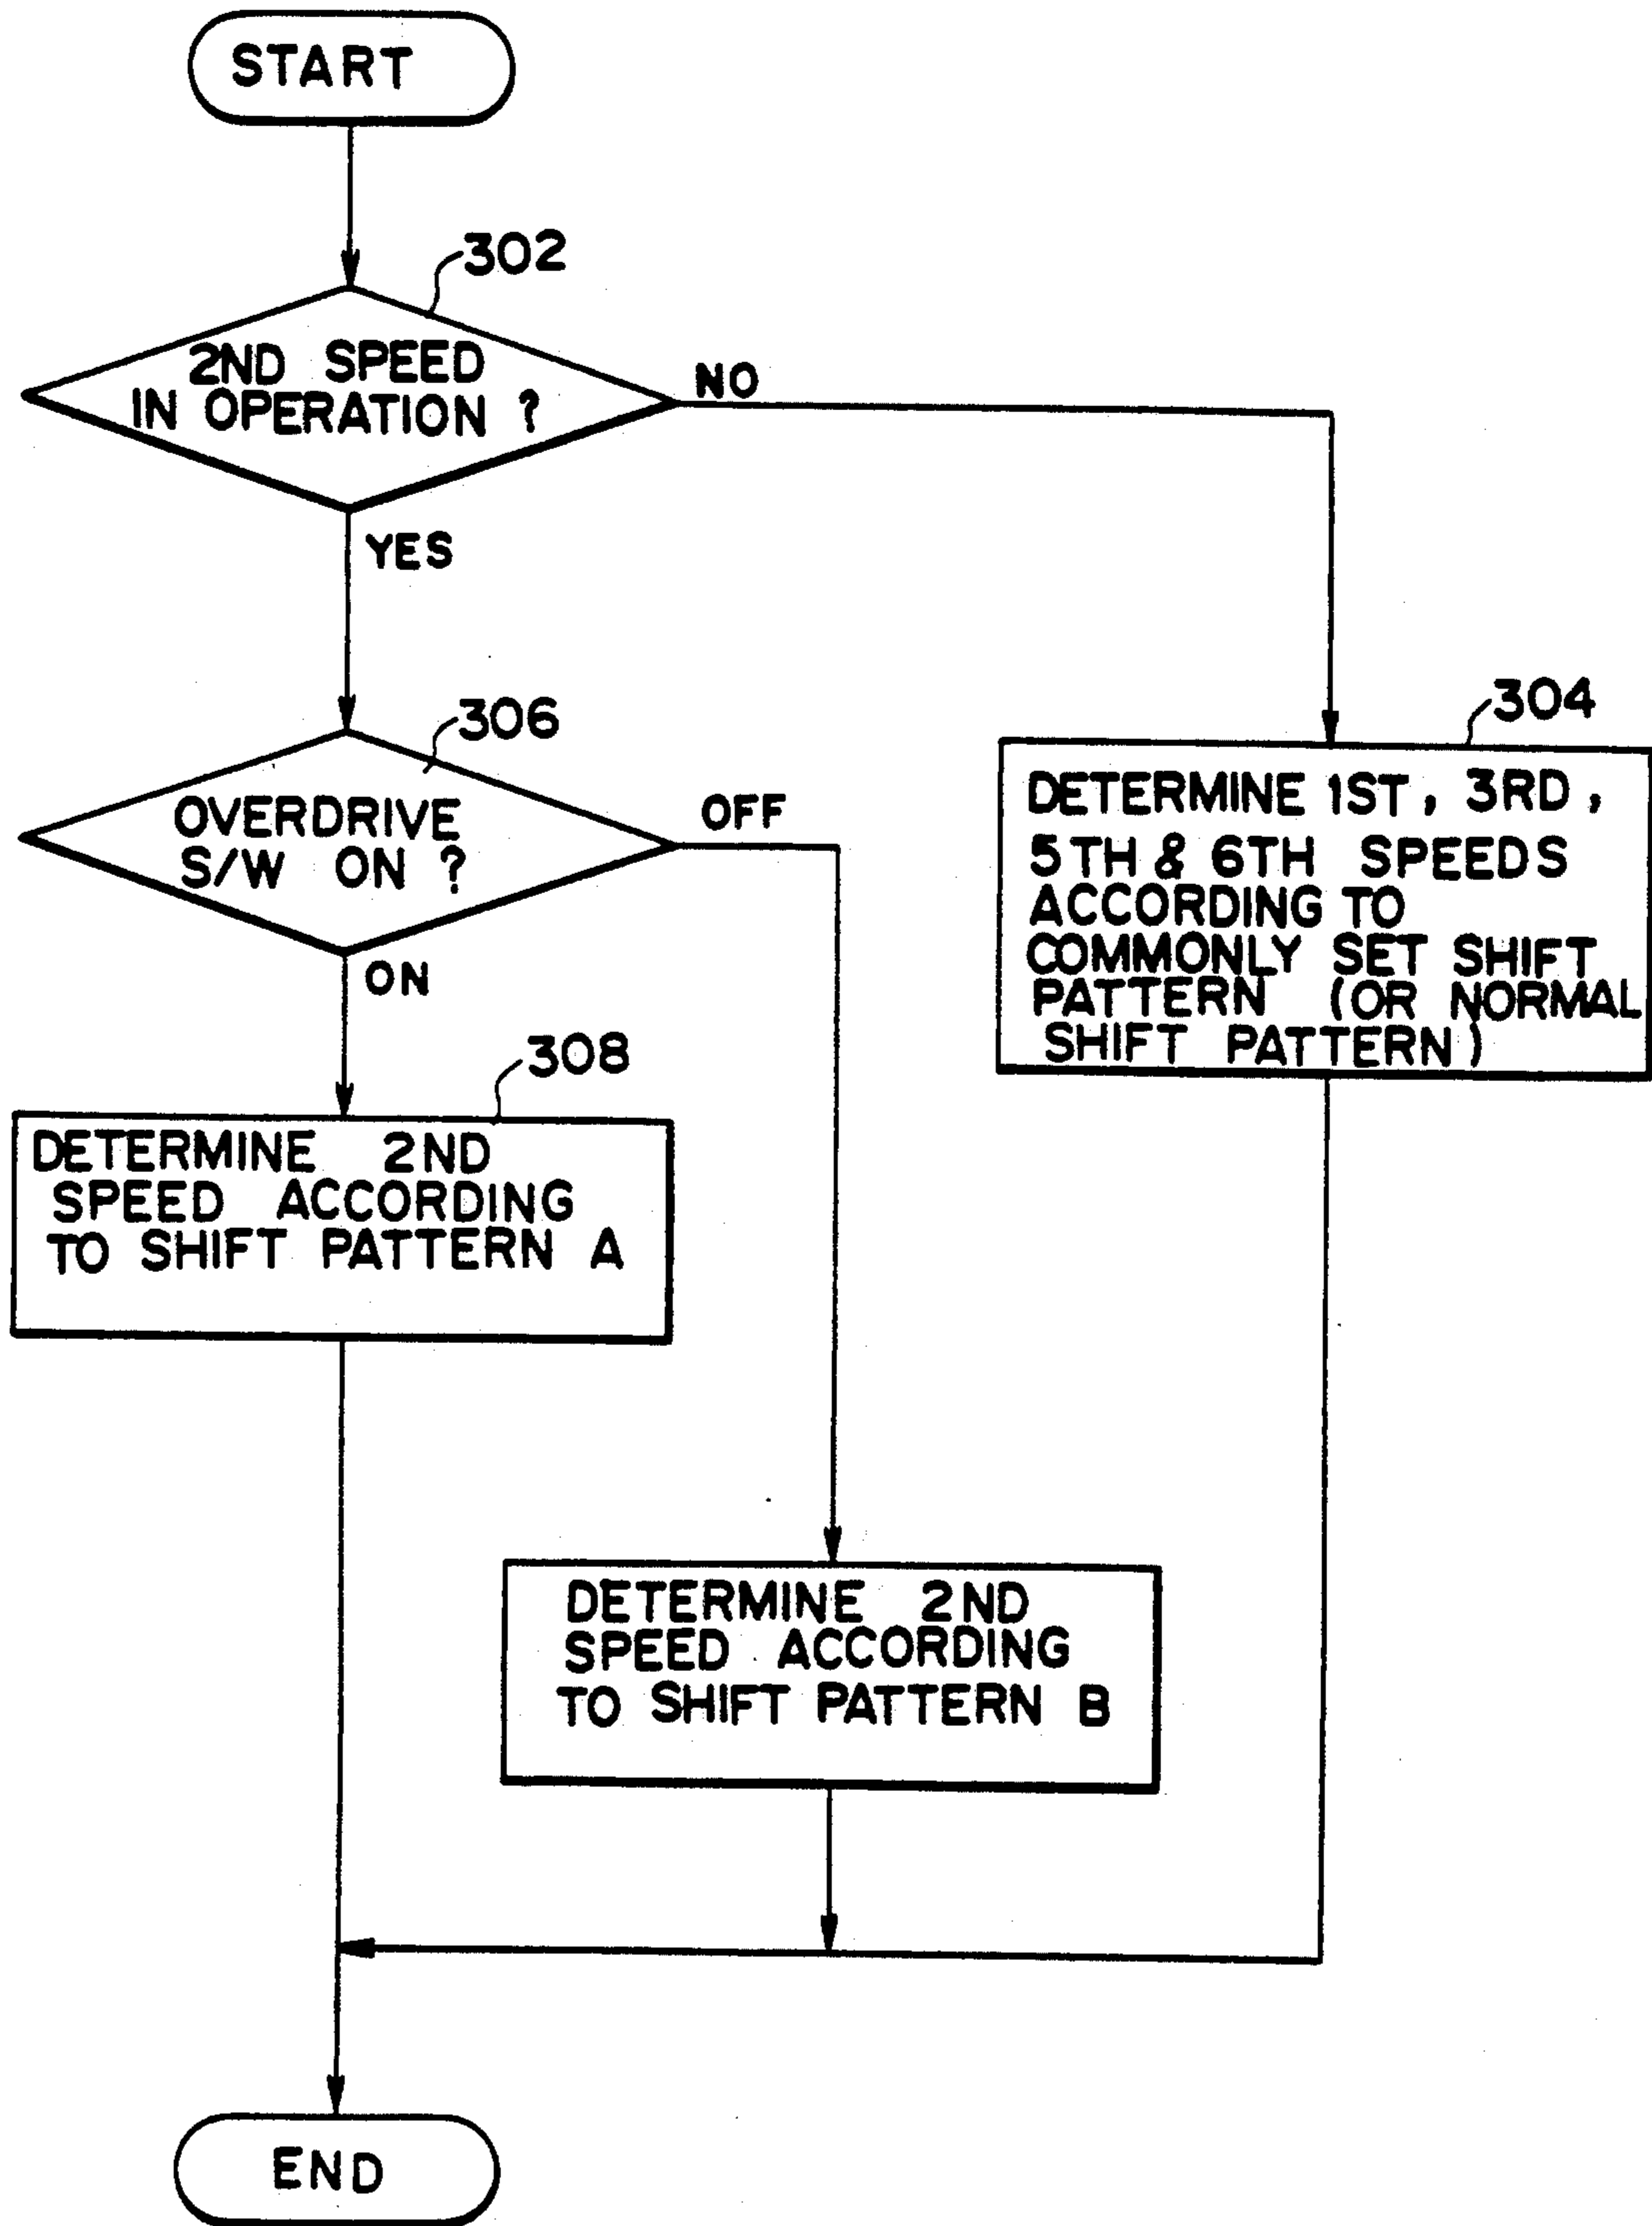 START
302
2ND SPEED
IN OPERATION ?
NO
YES
306
OVERDRIVE
S/W ON ?
OFF
ON
304
DETERMINE 1ST, 3RD,
5TH & 6TH SPEEDS
ACCORDING TO
COMMONLY SET SHIFT
PATTERN (OR NORMAL
SHIFT PATTERN)
308
DETERMINE 2ND
SPEED ACCORDING
TO SHIFT PATTERN A
DETERMINE 2ND
SPEED ACCORDING
TO SHIFT PATTERN B
END